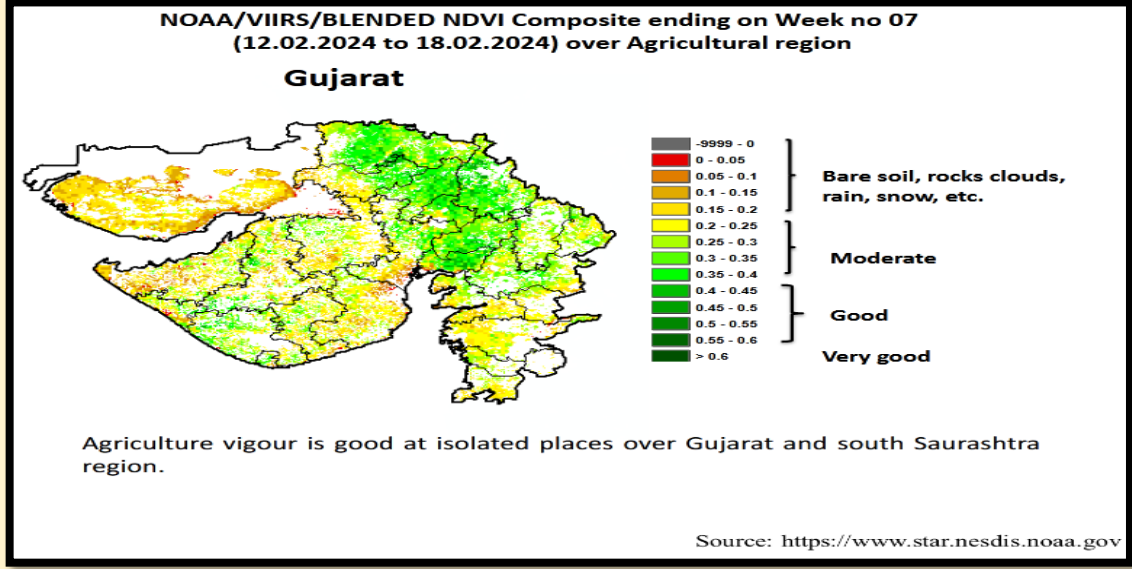 NOAA/VIIRS/BLENDED NDVI Composite ending on Week no 07
(12.02.2024 to 18.02.2024) over Agricultural region
Gujarat
-9999 - 0
0 - 0.05
0.05 - 0.1
0.1 - 0.15
0.15 - 0.2
0.2 - 0.25
0.25 - 0.3
0.3 - 0.35
0.35 - 0.4
0.4 - 0.45
0.45 - 0.5
0.5 - 0.55
0.55 - 0.6
> 0.6
Bare soil, rocks clouds,
rain, snow, etc.
Moderate
Good
Very good
Agriculture vigour is good at isolated places over Gujarat and south Saurashtra
region.
Source: https://www.star.nesdis.noaa.gov